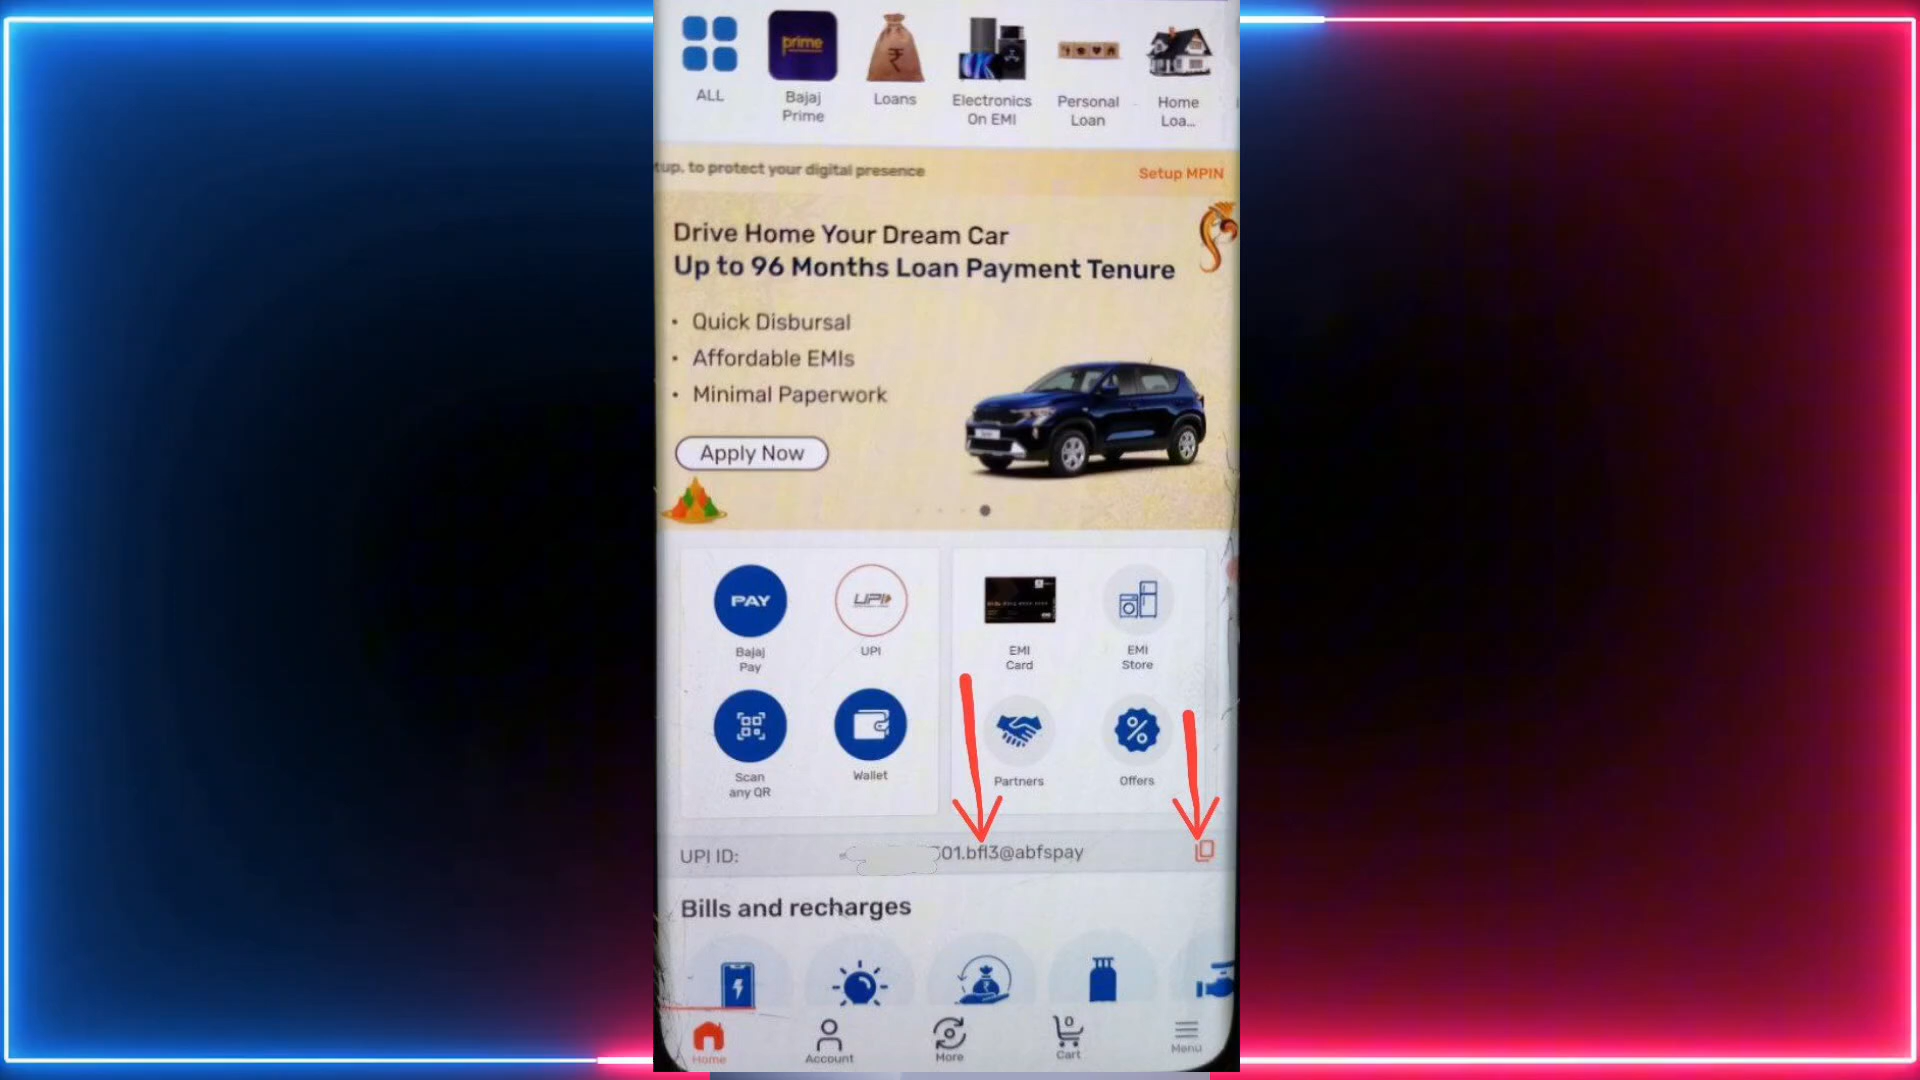 ALL
prime
Bajaj
Prime
Loans
Electronics
On EMI
Personal
Loan
Home
Loa...
tup, to protect your digital presence
Setup MPIN
Drive Home Your Dream Car
Up to 96 Months Loan Payment Tenure
• Quick Disbursal
• Affordable EMIs
• Minimal Paperwork
Apply Now
PAY
Bajaj
Pay
UPI
UPI
EMI
Card
EMI
Store
Scan
any QR
Wallet
Partners
%
Offers
UPI ID:
01.bfl3@abfspay
Bills and recharges
Home
Account
More
0
Cart
Menu